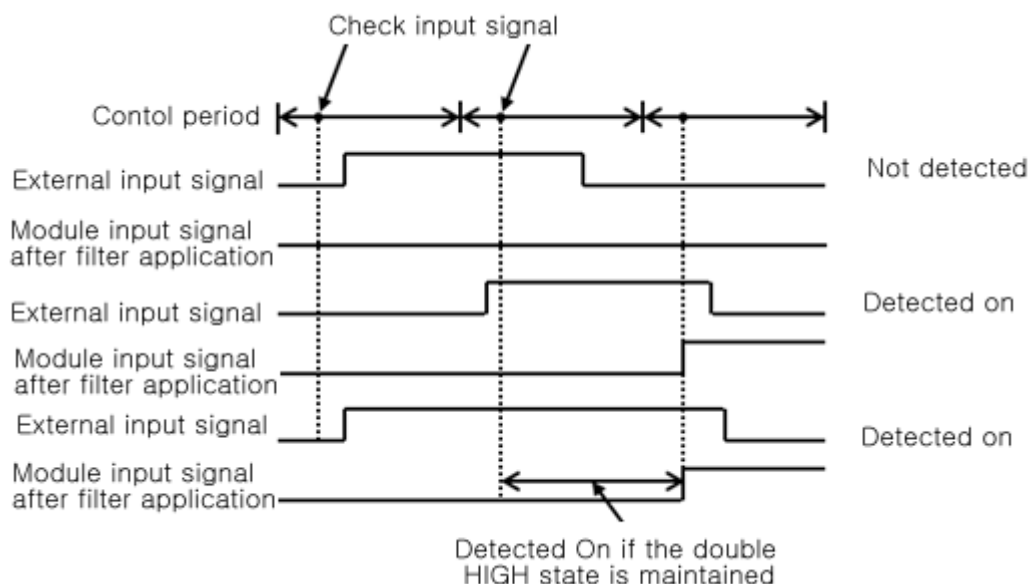 Check input signal
Contol period
External input signal
Not detected
Module input signal
after filter application
External input signal
Detected on
Module input signal
after filter application
External input signal
Detected on
Module input signal
after filter application
Detected On if the double
HIGH state is maintained